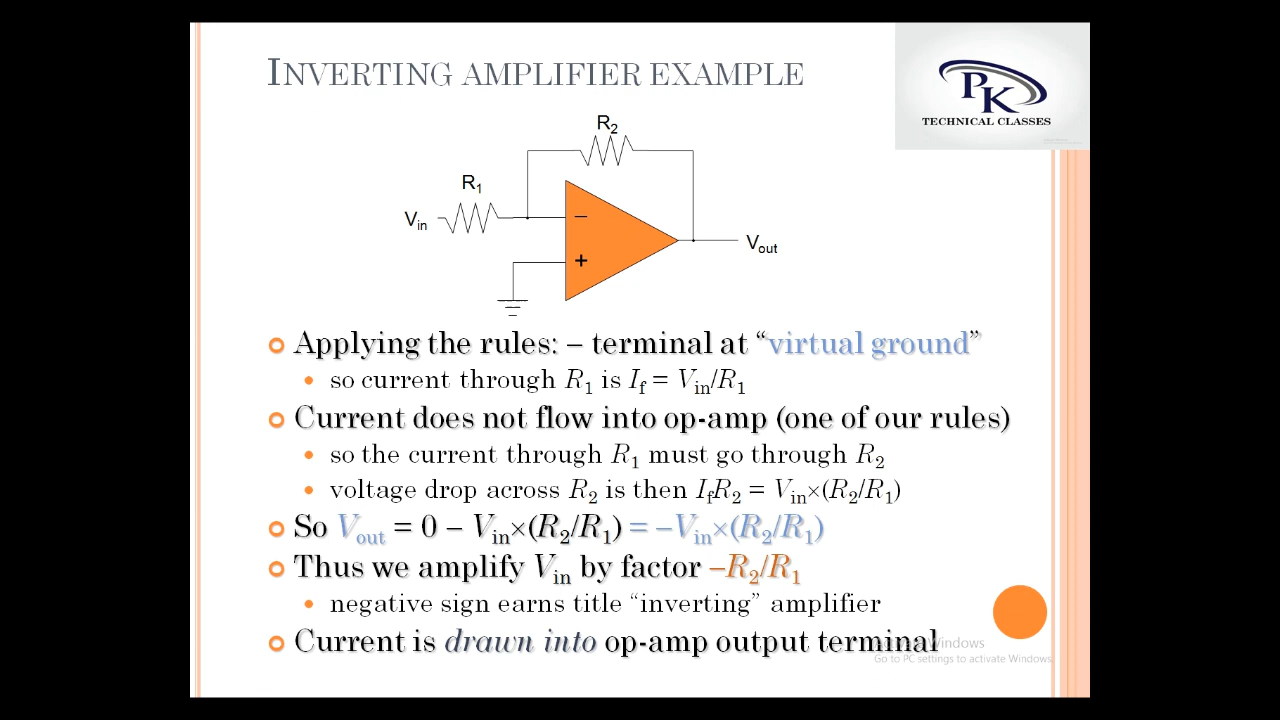 INVERTING AMPLIFIER EXAMPLE
PK
TECHNICAL CLASSES
R₂
R₁
Vin
−
+
Vout
Applying the rules: – terminal at “virtual ground”
so current through R₁ is If = Vin/R₁
Current does not flow into op-amp (one of our rules)
so the current through R₁ must go through R₂
voltage drop across R₂ is then IfR₂ = Vin×(R₂/R₁)
So Vout = 0 – Vin×(R₂/R₁) = –Vin×(R₂/R₁)
Thus we amplify Vin by factor –R₂/R₁
negative sign earns title “inverting” amplifier
Current is drawn into op-amp output terminal
Activate Windows
Go to PC settings to activate Windows.